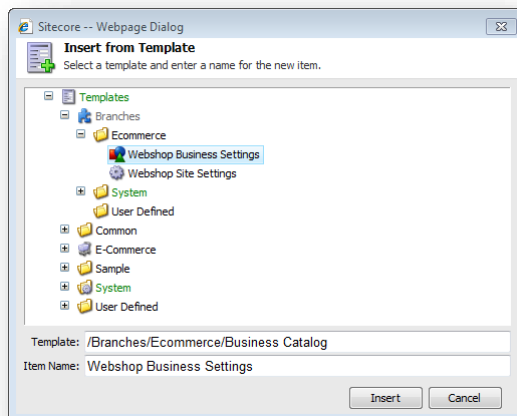 Sitecore -- Webpage Dialog
Insert from Template
Select a template and enter a name for the new item.
Templates
Branches
Ecommerce
Webshop Business Settings
Webshop Site Settings
System
User Defined
Common
E-Commerce
Sample
System
User Defined
Template: /Branches/Ecommerce/Business Catalog
Item Name: Webshop Business Settings
Insert Cancel